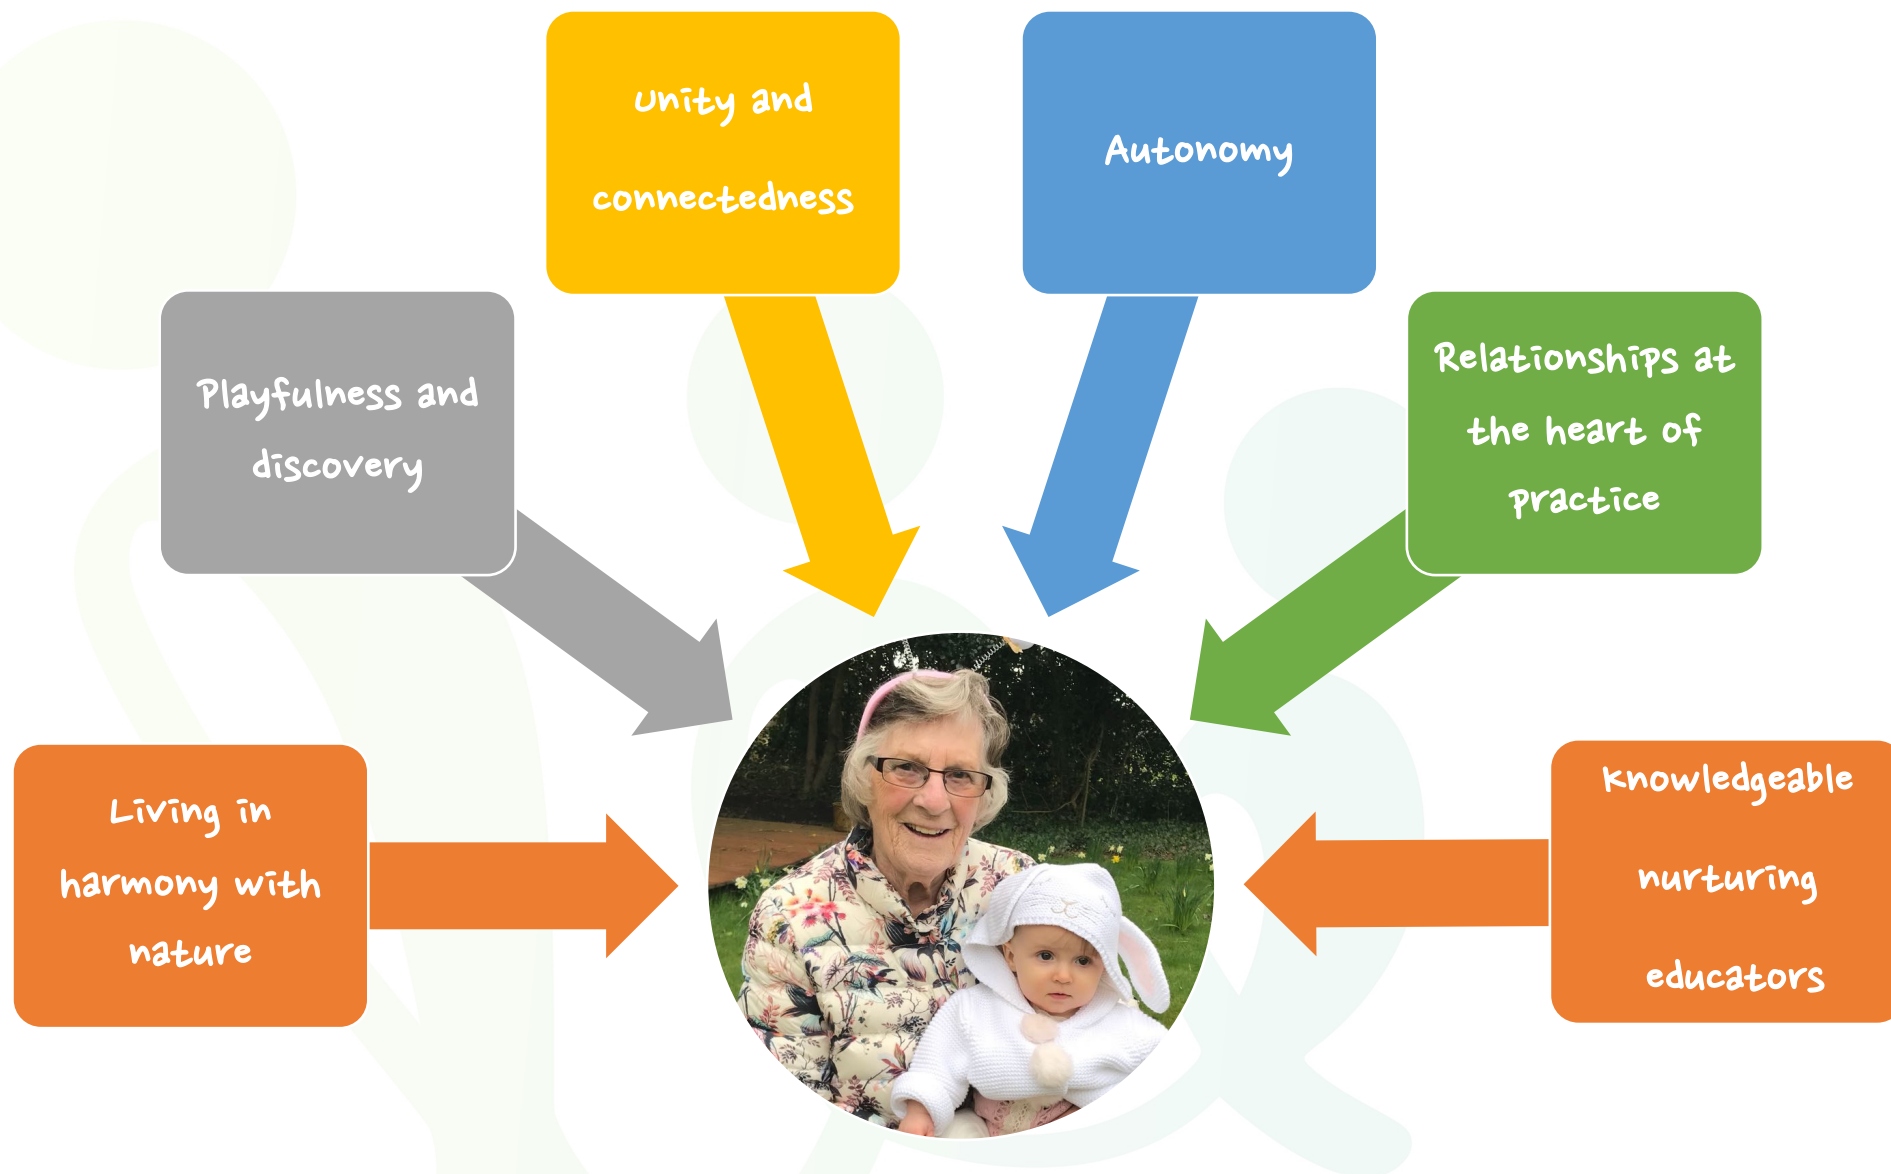 Unity and
connectedness
Autonomy
Playfulness and
discovery
Relationships at
the heart of
practice
Living in
harmony with
nature
Knowledgeable
nurturing
educators